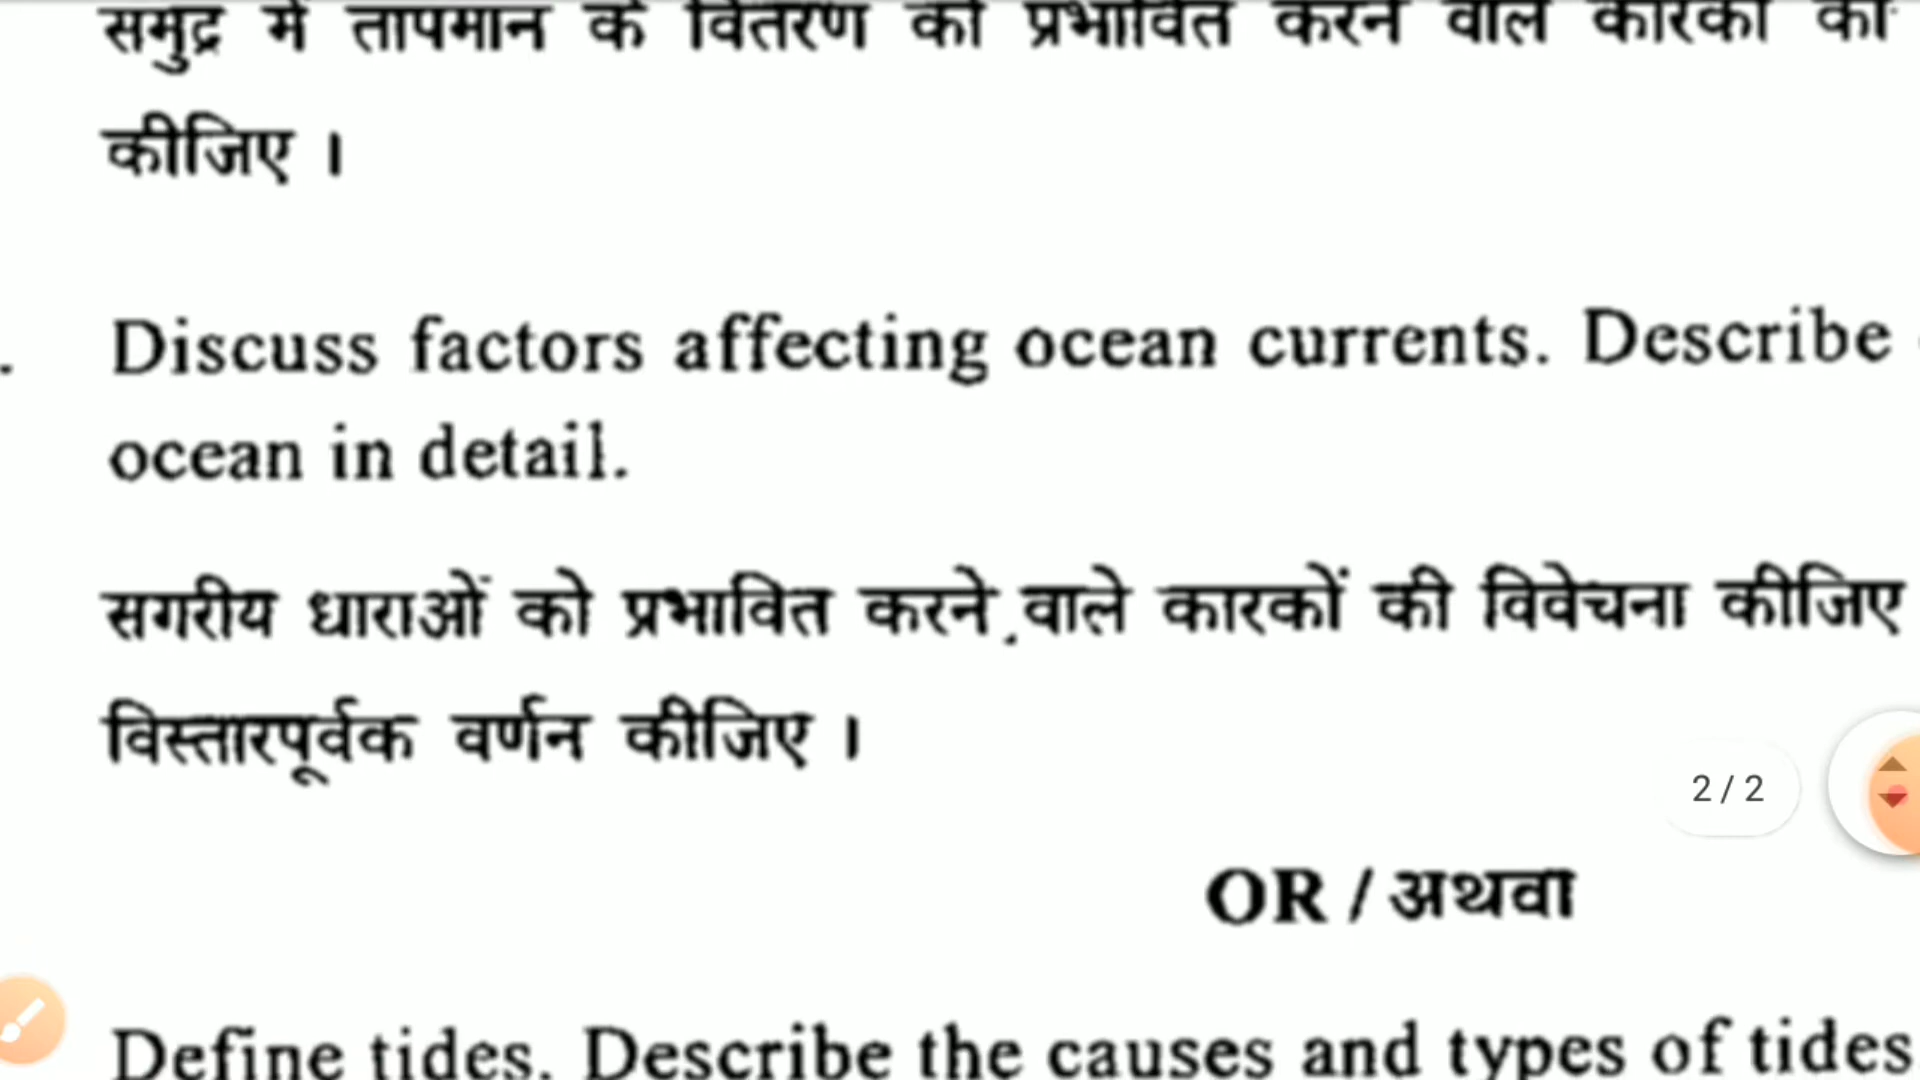 समुद्र में तापमान के वितरण को प्रभावित करने वाले कारकों की
कीजिए ।
. Discuss factors affecting ocean currents. Describe
ocean in detail.
सगरीय धाराओं को प्रभावित करने वाले कारकों की विवेचना कीजिए
विस्तारपूर्वक वर्णन कीजिए ।
2 / 2
OR / अथवा
Define tides. Describe the causes and types of tides